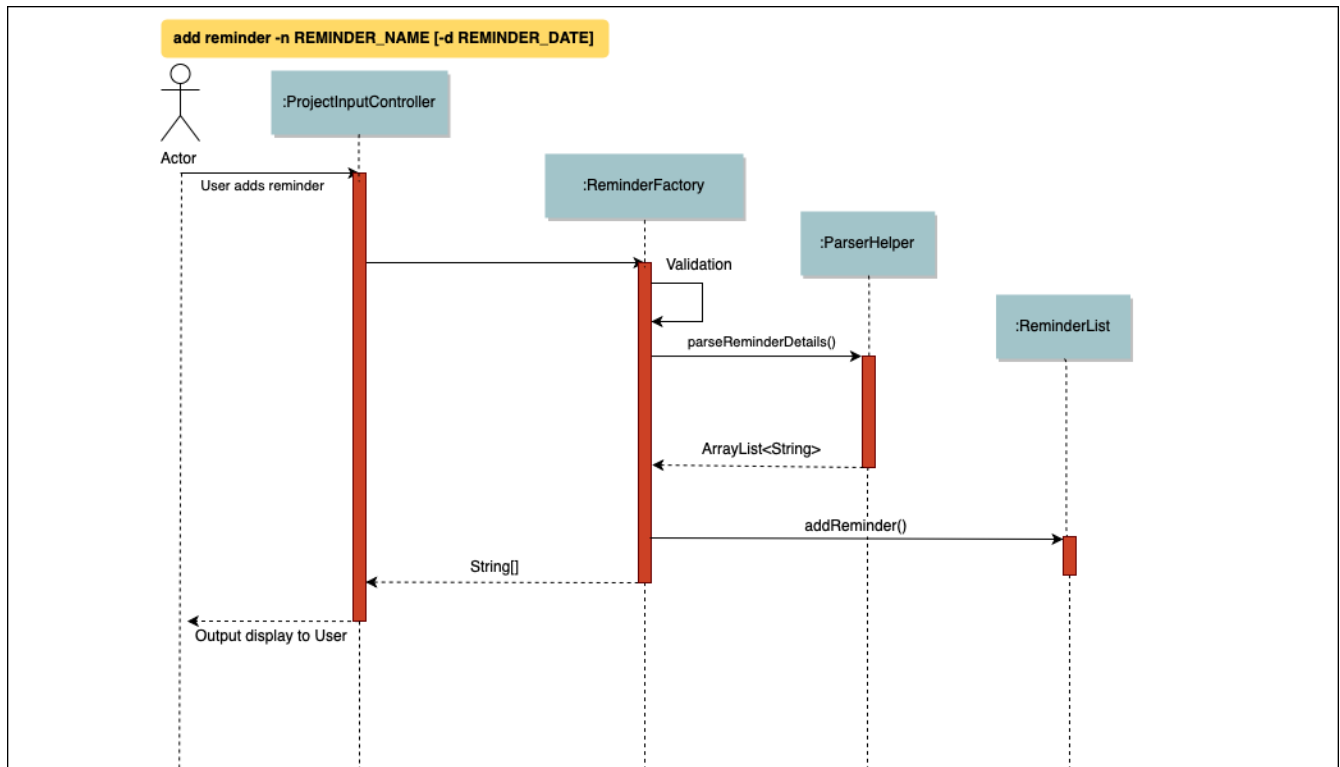 add reminder -n REMINDER_NAME [-d REMINDER_DATE]
:ProjectInputController
Actor
User adds reminder
:ReminderFactory
:ParserHelper
Validation
:ReminderList
parseReminderDetails()
ArrayList<String>
addReminder()
String[]
Output display to User